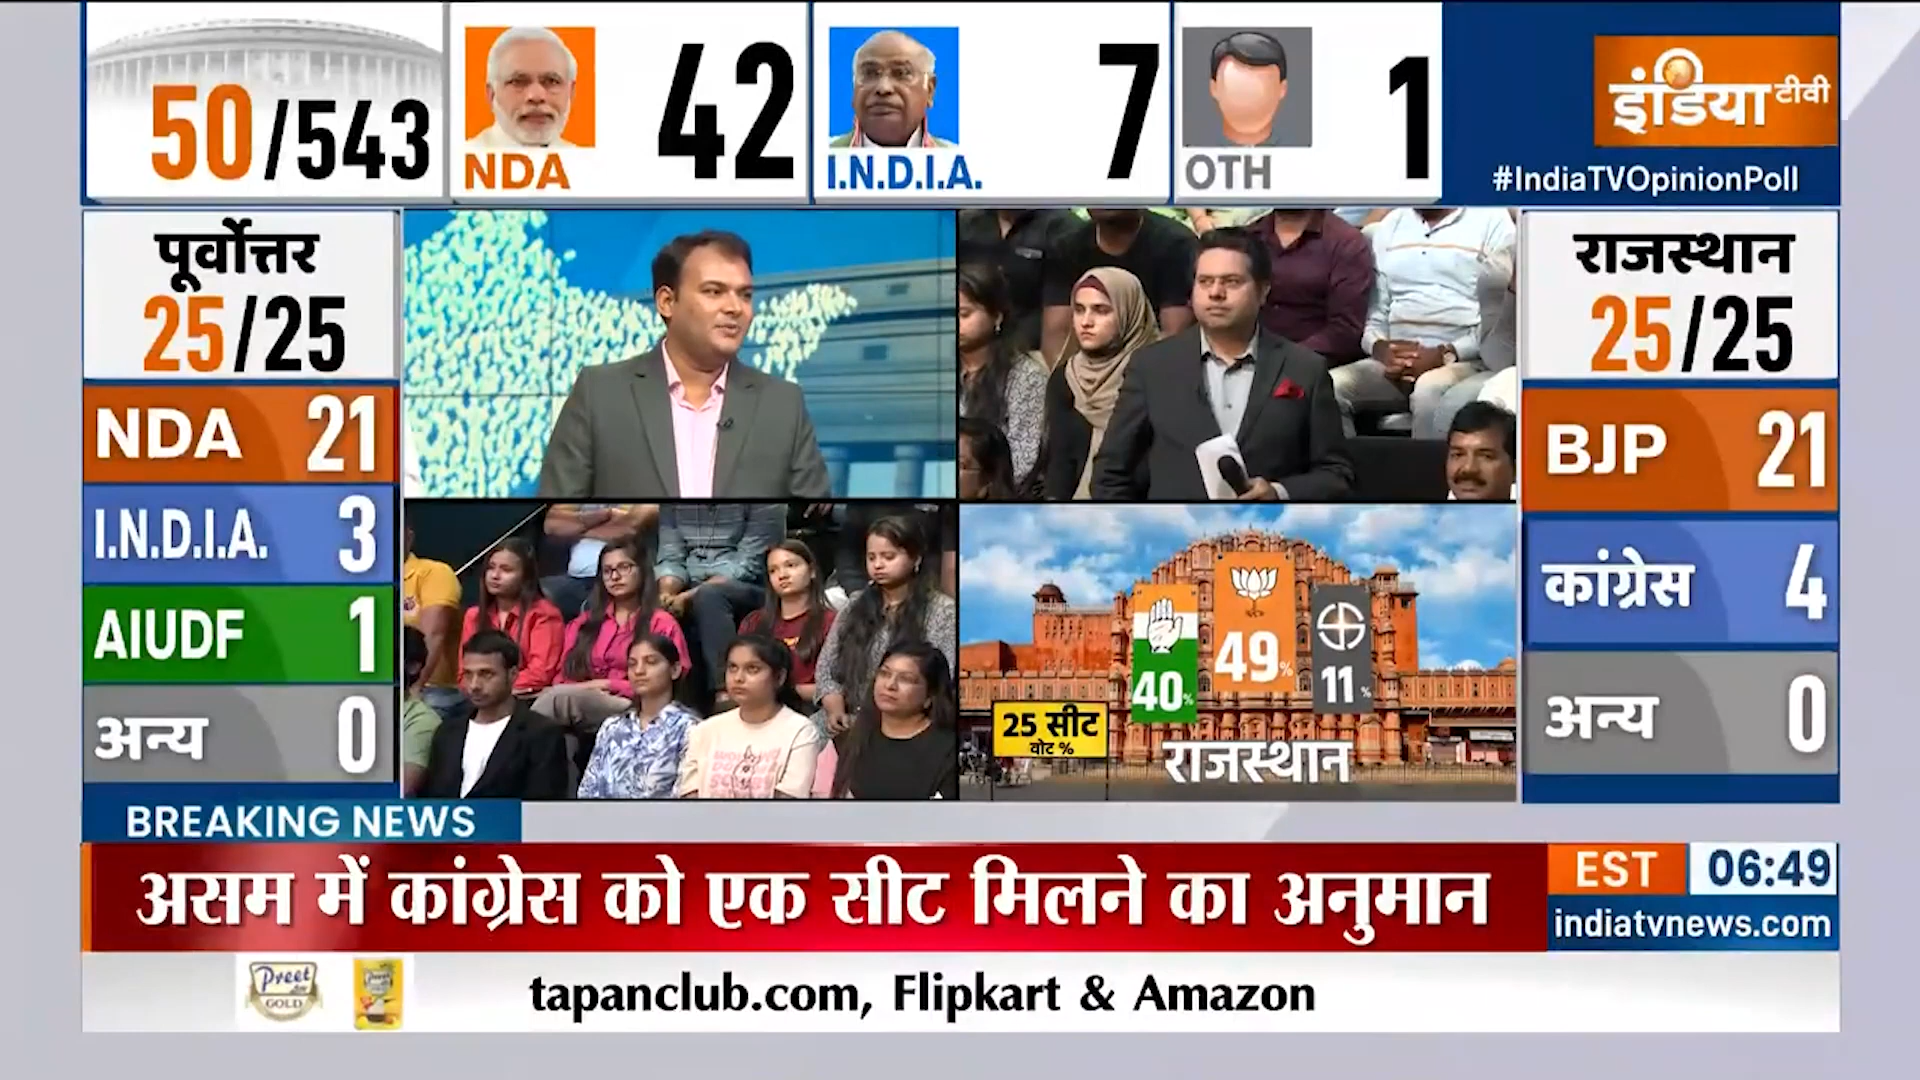 50/543
NDA 42
I.N.D.I.A. 7
OTH 1
इंडिया टीवी
#IndiaTVOpinionPoll
पूर्वोत्तर
25/25
NDA 21
I.N.D.I.A. 3
AIUDF 1
अन्य 0
40%
49%
11%
25 सीट
वोट %
राजस्थान
राजस्थान
25/25
BJP 21
कांग्रेस 4
अन्य 0
BREAKING NEWS
असम में कांग्रेस को एक सीट मिलने का अनुमान
EST 06:49
indiatvnews.com
Preet
GOLD
tapanclub.com, Flipkart & Amazon